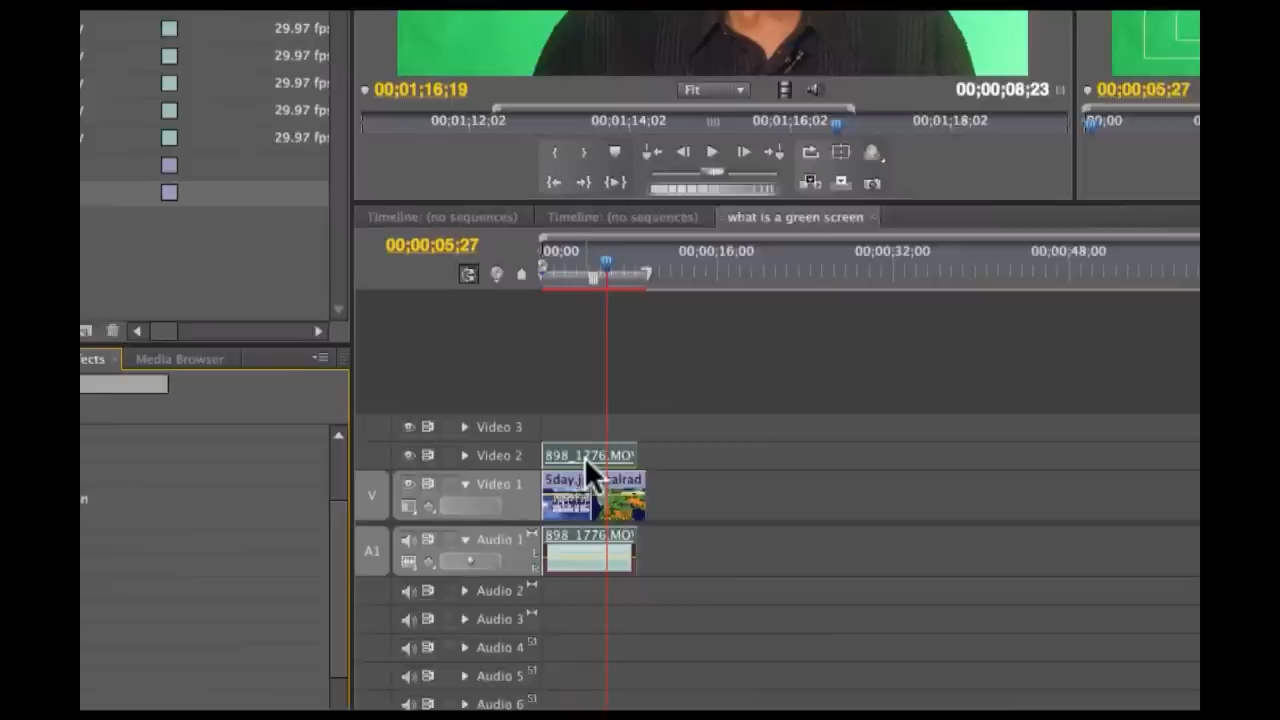 29.97 fp
29.97 fp
29.97 fp
29.97 fp
29.97 fp
00;01;16;19
Fit
00;00;08;23
00;00;05;27
00;01;12;02
00;01;14;02
00;01;16;02
00;01;18;02
00;00
Timeline: (no sequences)
Timeline: (no sequences)
what is a green screen
00;00;05;27
00;00
00;00;16;00
00;00;32;00
00;00;48;00
ects
Media Browser
Video 3
Video 2
898_1776.MOV
V
Video 1
5day.j
alrad
A1
Audio 1
898_1776.MOV
Audio 2
Audio 3
Audio 4
Audio 5
Audio 6